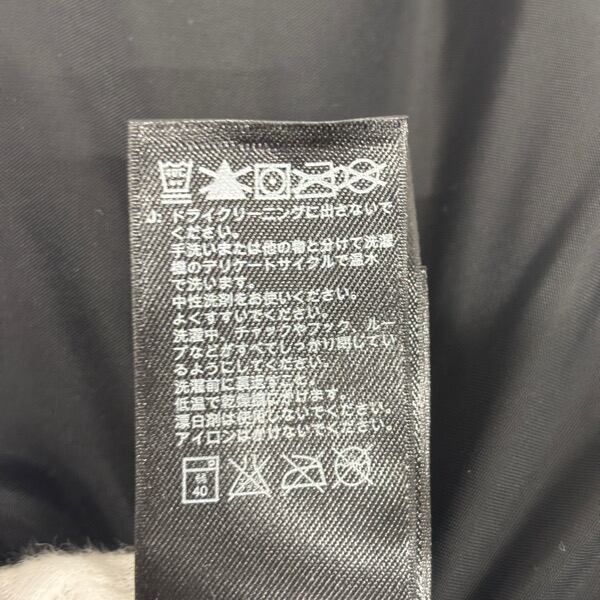 J: ドライクリーニングに出さないで
ください。
手洗いまたは他の物と分けて洗濯
機のデリケートサイクルで温水
で洗います。
中性洗剤をお使いください。
よくすすいでください。
洗濯中、チャックやフック、ルー
プなどがすべてしっかり閉じてい
るようにしてください。
洗濯前に裏返すこと。
低温で乾燥機にかけます。
漂白剤は使用しないでください。
アイロンはかけないでください。
40